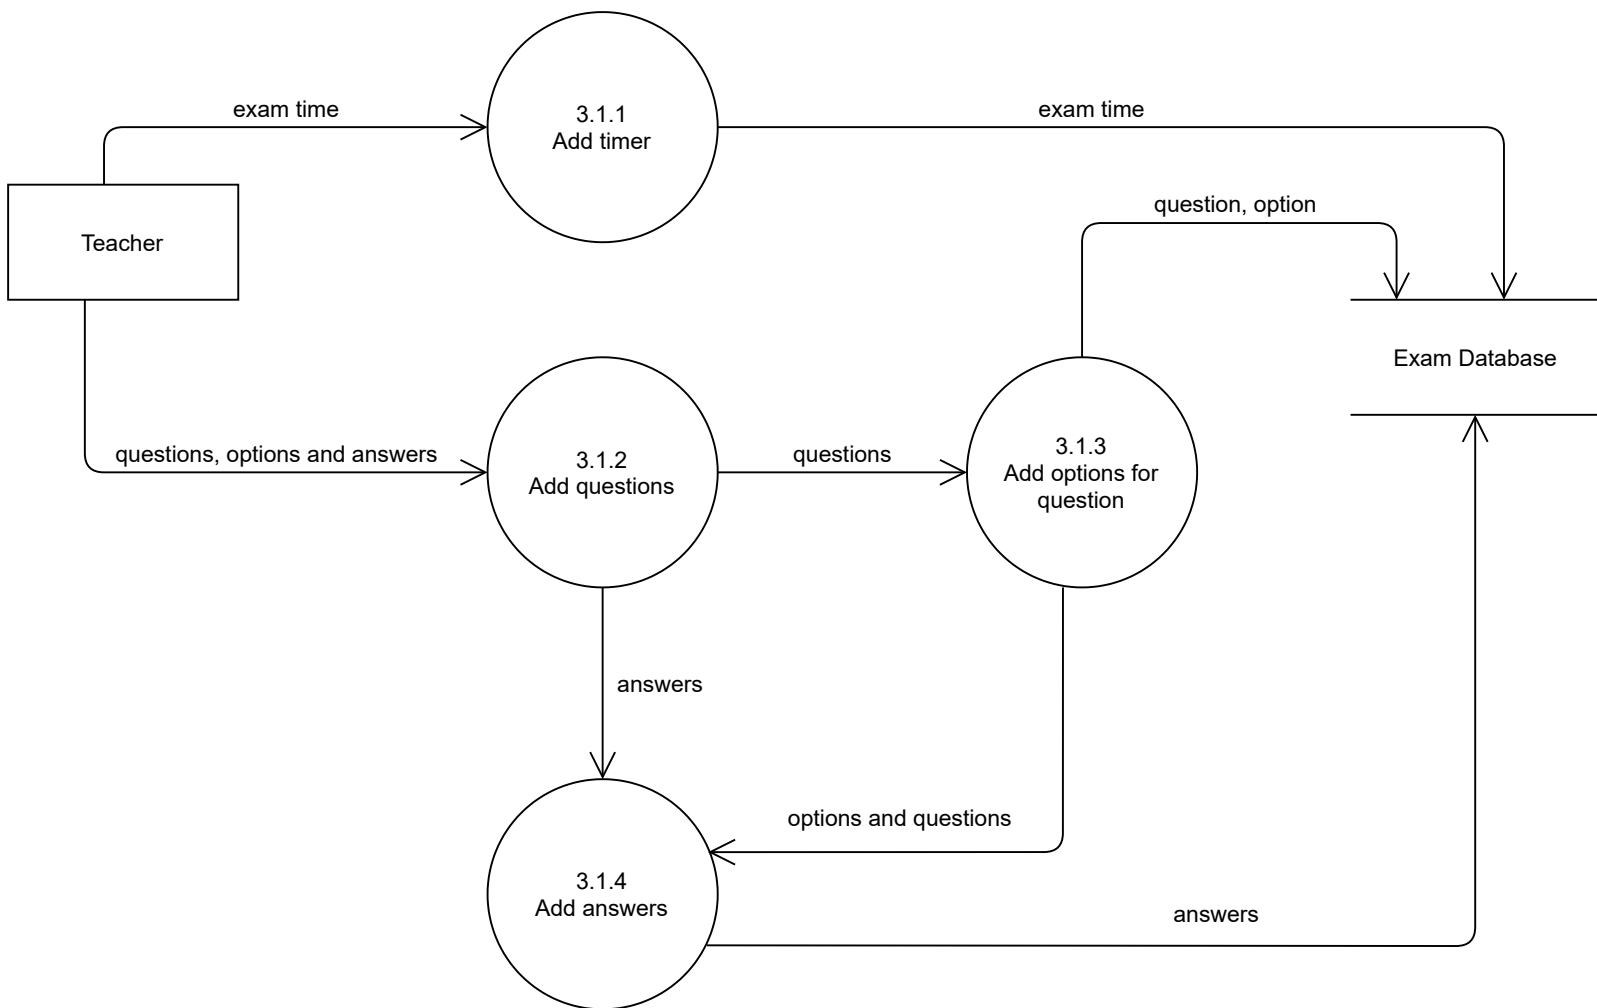 exam time
3.1.1
Add timer
exam time
question, option
Teacher
Exam Database
questions, options and answers
3.1.2
Add questions
questions
3.1.3
Add options for
question
answers
options and questions
3.1.4
Add answers
answers